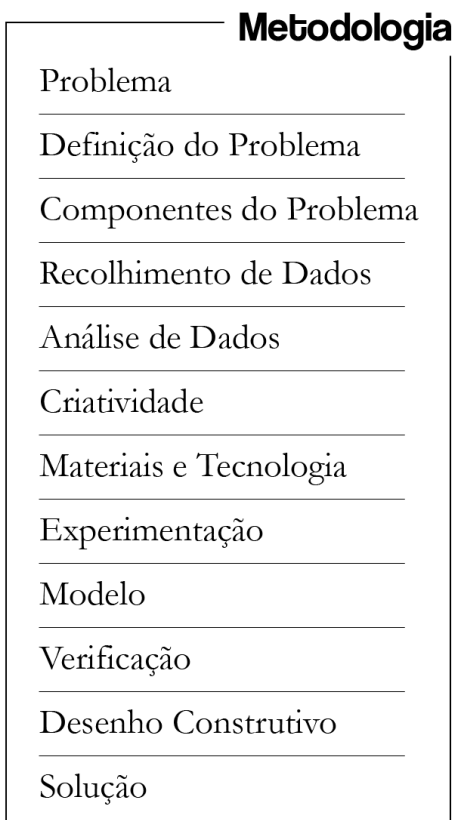 Metodologia
Problema
Definição do Problema
Componentes do Problema
Recolhimento de Dados
Análise de Dados
Criatividade
Materiais e Tecnologia
Experimentação
Modelo
Verificação
Desenho Construtivo
Solução